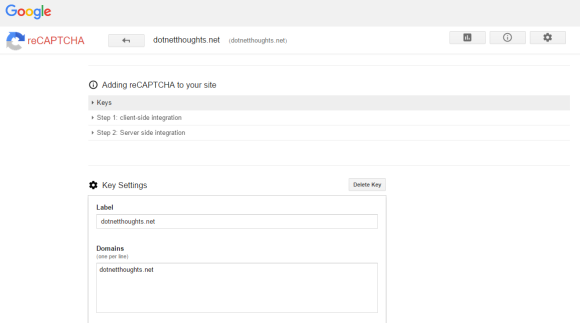 Google
reCAPTCHA
dotnetthoughts.net (dotnetthoughts.net)
Adding reCAPTCHA to your site
Keys
Step 1: client-side integration
Step 2: Server side integration
Key Settings
Delete Key
Label
dotnetthoughts.net
Domains
(one per line)
dotnetthoughts.net